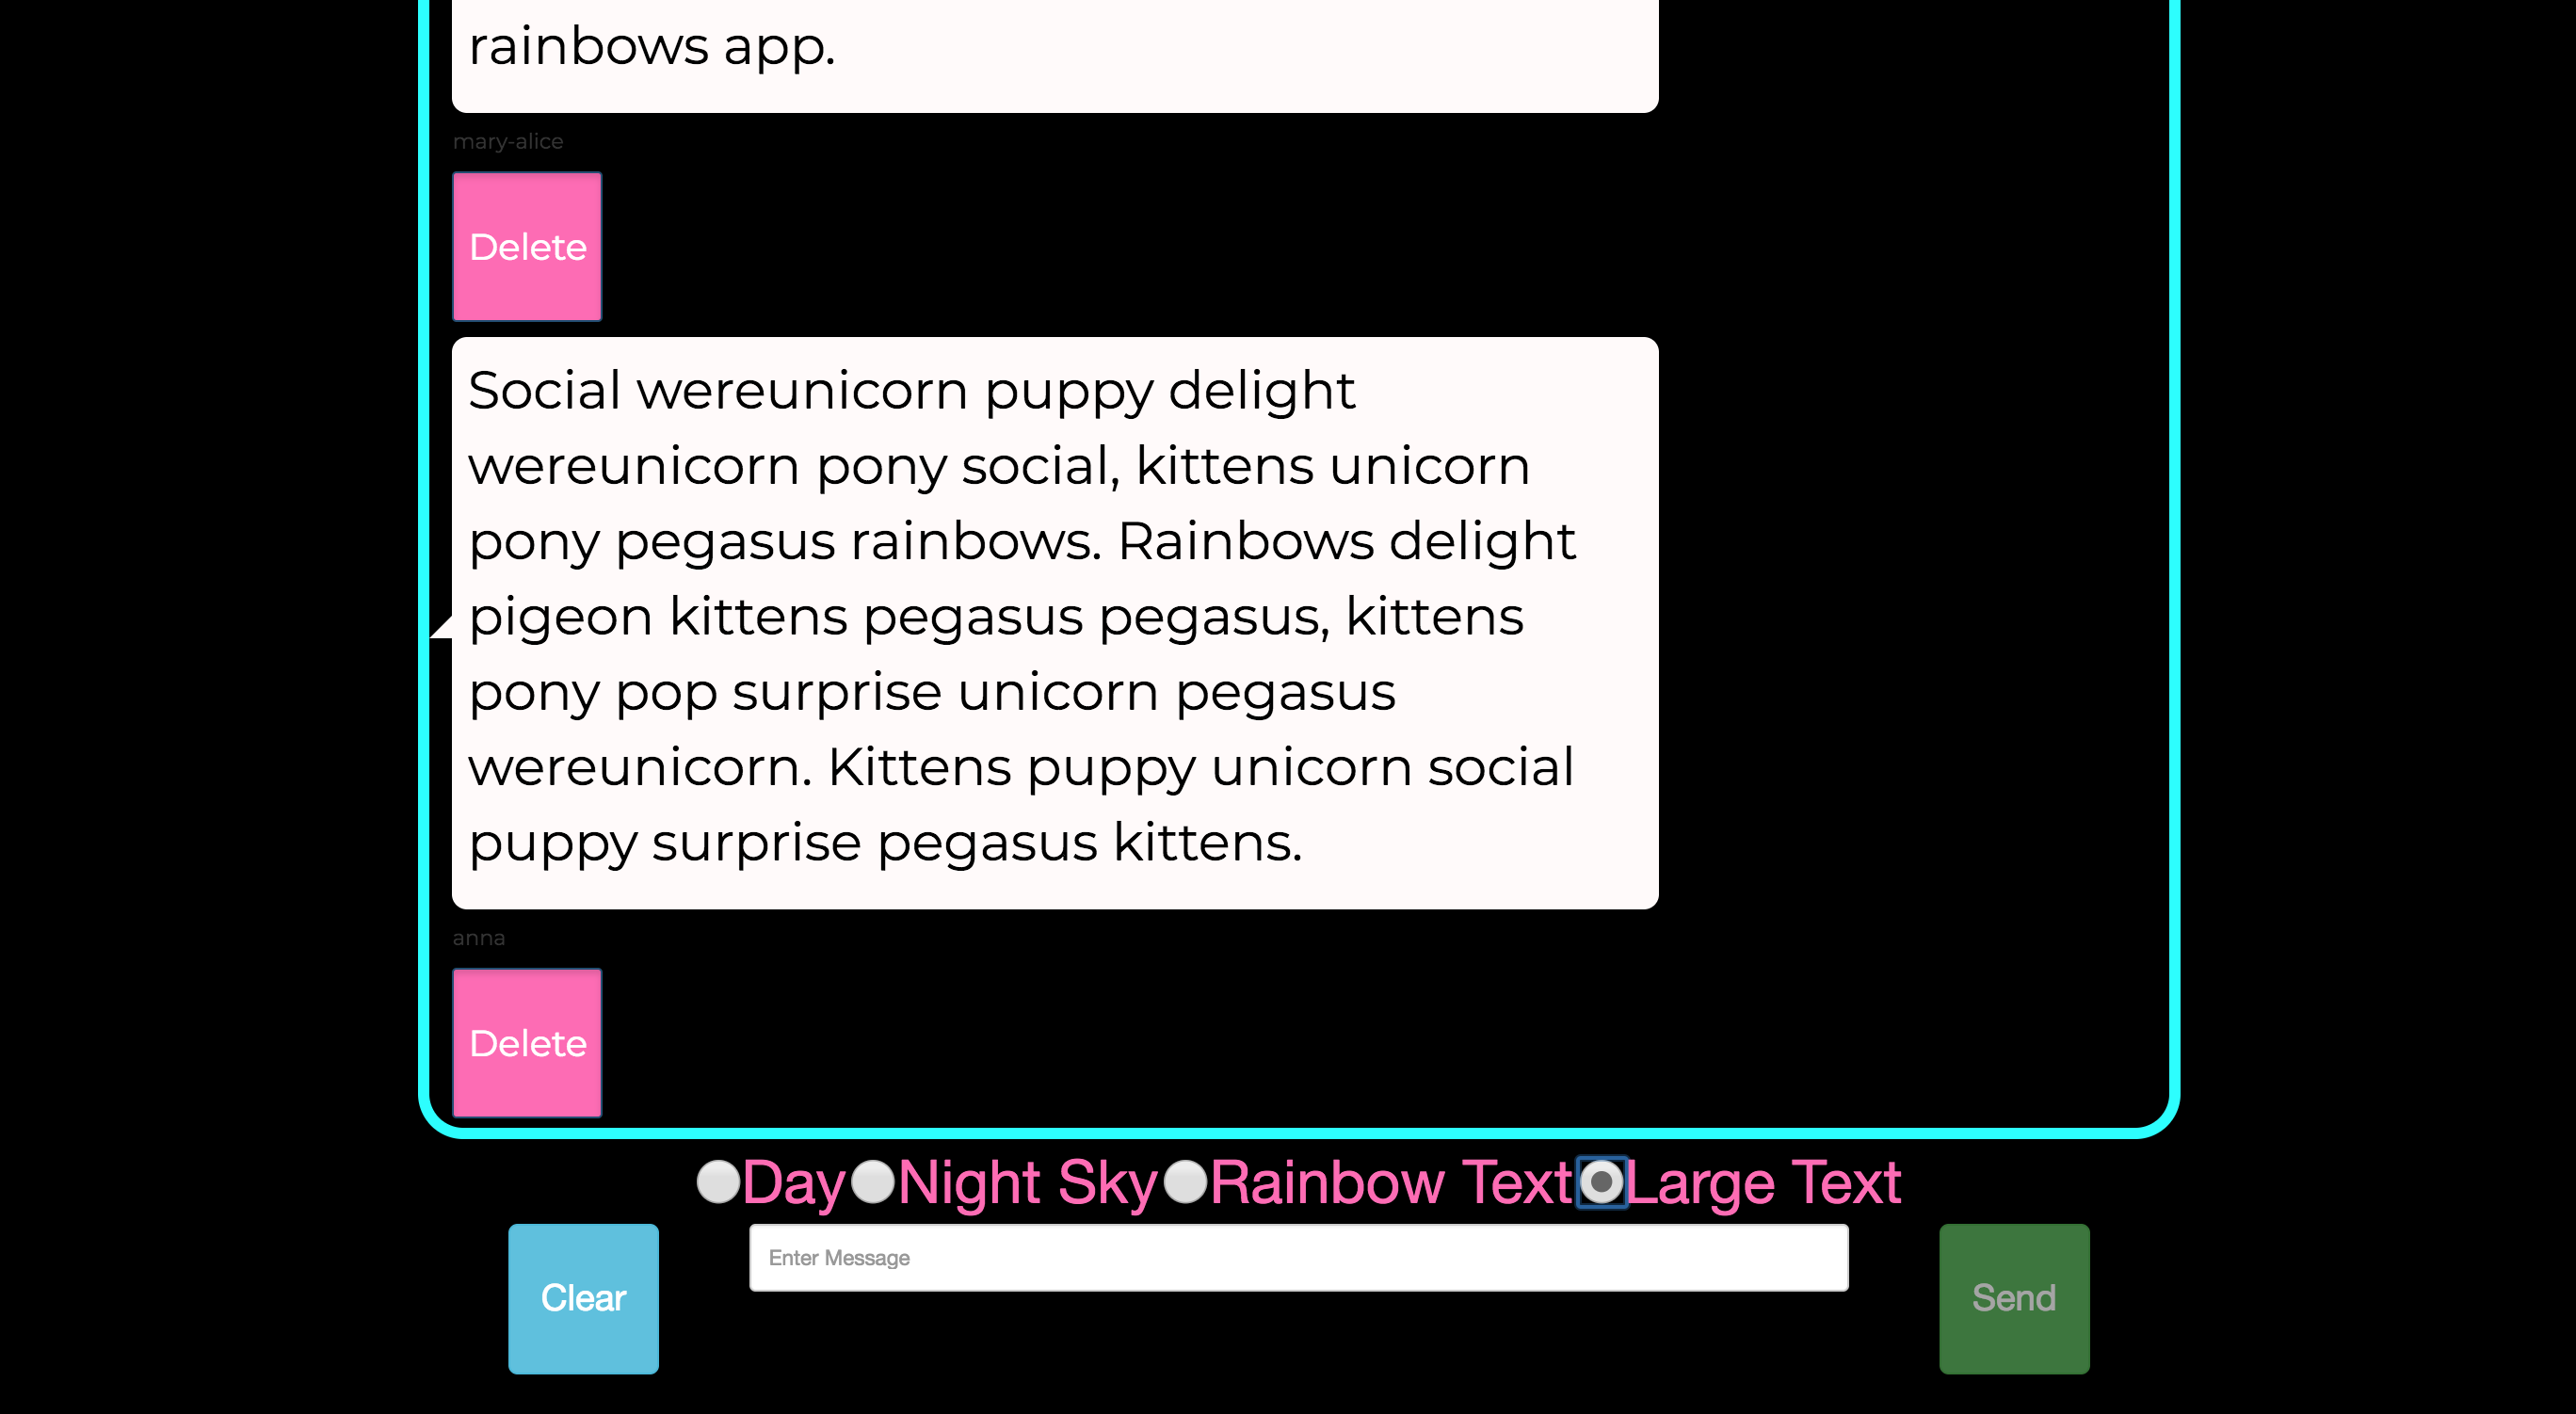 rainbows app.
mary-alice
Delete
Social wereunicorn puppy delight
wereunicorn pony social, kittens unicorn
pony pegasus rainbows. Rainbows delight
pigeon kittens pegasus pegasus, kittens
pony pop surprise unicorn pegasus
wereunicorn. Kittens puppy unicorn social
puppy surprise pegasus kittens.
anna
Delete
Day Night Sky Rainbow Text Large Text
Clear
Enter Message
Send